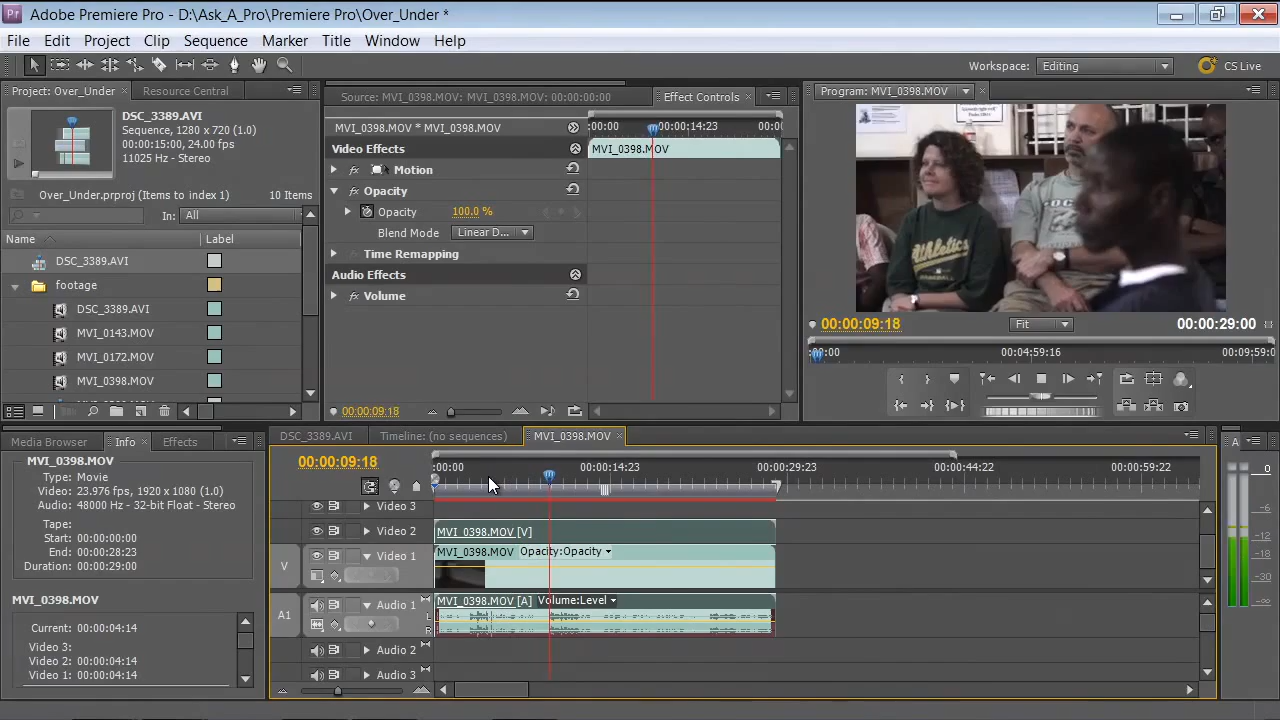 Adobe Premiere Pro - D:\Ask_A_Pro\Premiere Pro\Over_Under *
File Edit Project Clip Sequence Marker Title Window Help
Workspace: Editing CS Live
Project: Over_Under Resource Central
DSC_3389.AVI
Sequence, 1280 x 720 (1.0)
00:00:15:00, 24.00 fps
11025 Hz - Stereo
Over_Under.prproj (Items to index 1) 10 Items
In: All
Name Label
DSC_3389.AVI
footage
DSC_3389.AVI
MVI_0143.MOV
MVI_0172.MOV
MVI_0398.MOV
Source: MVI_0398.MOV: MVI_0398.MOV: 00:00:00:00 Effect Controls
MVI_0398.MOV * MVI_0398.MOV
:00:00 00:00:14:23 00:00
Video Effects MVI_0398.MOV
fx Motion
fx Opacity
Opacity 100.0 %
Blend Mode Linear D...
Time Remapping
Audio Effects
fx Volume
00:00:09:18
Program: MVI_0398.MOV
Athletics
00:00:09:18 Fit 00:00:29:00
:00:00 00:04:59:16 00:09:59:0
Media Browser Info Effects
MVI_0398.MOV
Type: Movie
Video: 23.976 fps, 1920 x 1080 (1.0)
Audio: 48000 Hz - 32-bit Float - Stereo
Tape:
Start: 00:00:00:00
End: 00:00:28:23
Duration: 00:00:29:00
MVI_0398.MOV
Current: 00:00:04:14
Video 3:
Video 2: 00:00:04:14
Video 1: 00:00:04:14
DSC_3389.AVI Timeline: (no sequences) MVI_0398.MOV
00:00:09:18 :00:00 00:00:14:23 00:00:29:23 00:00:44:22 00:00:59:22
Video 3
Video 2 MVI_0398.MOV [V]
V Video 1 MVI_0398.MOV Opacity:Opacity
A1 Audio 1 MVI_0398.MOV [A] Volume:Level
L
R
Audio 2
Audio 3
A
0
-6
-12
-18
-30